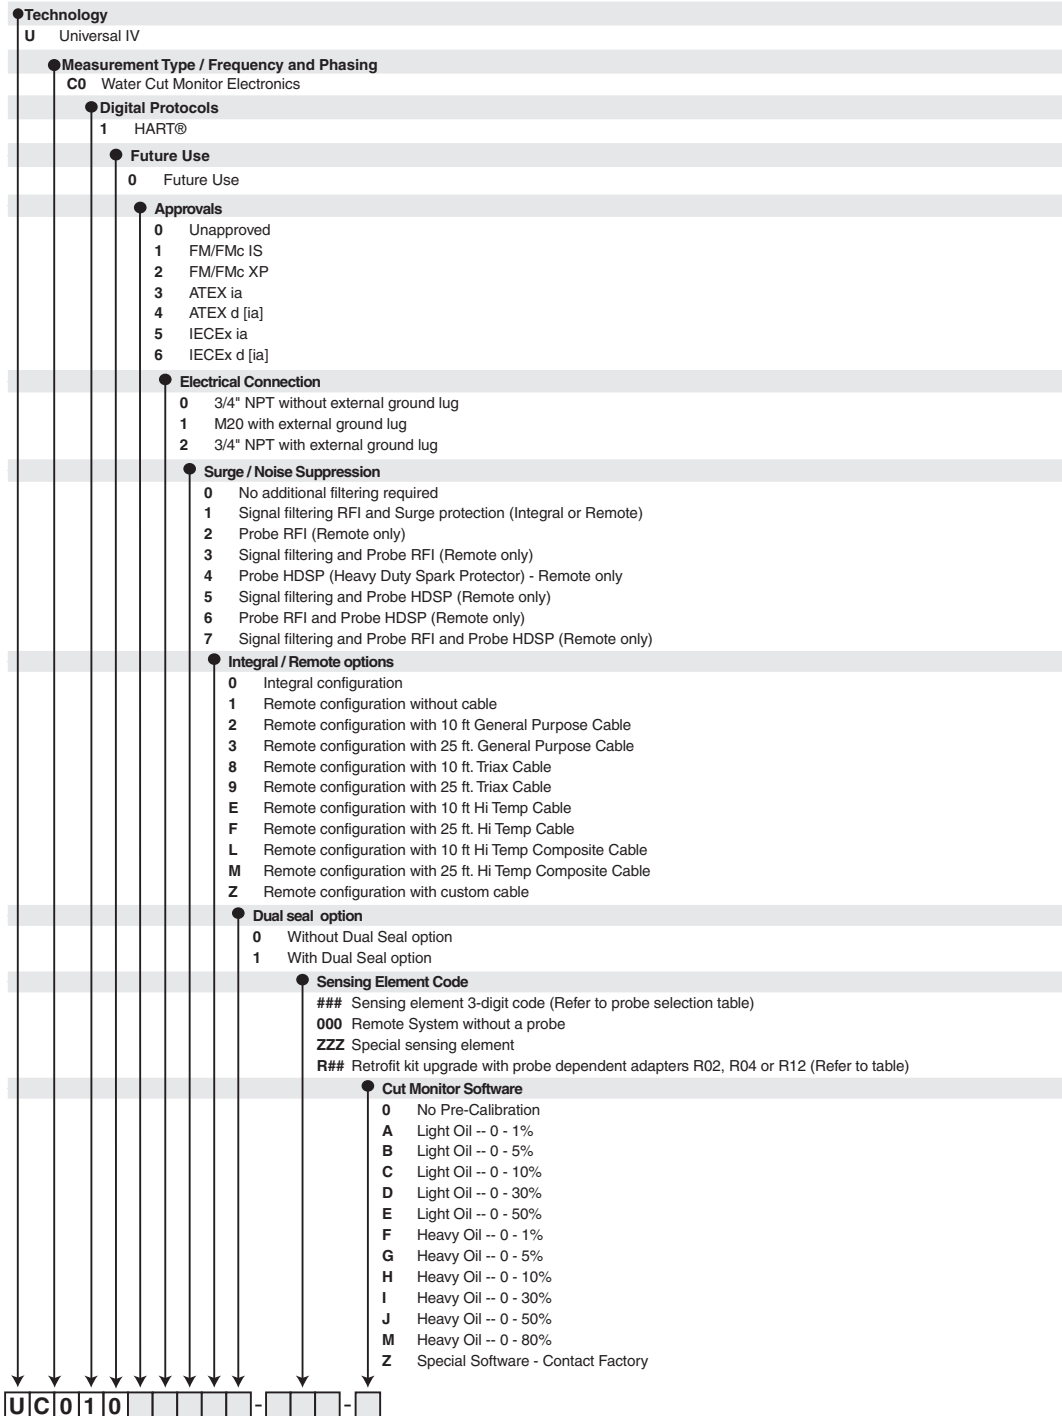 Technology
U Universal IV
Measurement Type / Frequency and Phasing
C0 Water Cut Monitor Electronics
Digital Protocols
1 HART®
Future Use
0 Future Use
Approvals
0 Unapproved
1 FM/FMc IS
2 FM/FMc XP
3 ATEX ia
4 ATEX d [ia]
5 IECEx ia
6 IECEx d [ia]
Electrical Connection
0 3/4" NPT without external ground lug
1 M20 with external ground lug
2 3/4" NPT with external ground lug
Surge / Noise Suppression
0 No additional filtering required
1 Signal filtering RFI and Surge protection (Integral or Remote)
2 Probe RFI (Remote only)
3 Signal filtering and Probe RFI (Remote only)
4 Probe HDSP (Heavy Duty Spark Protector) - Remote only
5 Signal filtering and Probe HDSP (Remote only)
6 Probe RFI and Probe HDSP (Remote only)
7 Signal filtering and Probe RFI and Probe HDSP (Remote only)
Integral / Remote options
0 Integral configuration
1 Remote configuration without cable
2 Remote configuration with 10 ft General Purpose Cable
3 Remote configuration with 25 ft. General Purpose Cable
8 Remote configuration with 10 ft. Triax Cable
9 Remote configuration with 25 ft. Triax Cable
E Remote configuration with 10 ft Hi Temp Cable
F Remote configuration with 25 ft. Hi Temp Cable
L Remote configuration with 10 ft Hi Temp Composite Cable
M Remote configuration with 25 ft. Hi Temp Composite Cable
Z Remote configuration with custom cable
Dual seal option
0 Without Dual Seal option
1 With Dual Seal option
Sensing Element Code
### Sensing element 3-digit code (Refer to probe selection table)
000 Remote System without a probe
ZZZ Special sensing element
R## Retrofit kit upgrade with probe dependent adapters R02, R04 or R12 (Refer to table)
Cut Monitor Software
0 No Pre-Calibration
A Light Oil -- 0 - 1%
B Light Oil -- 0 - 5%
C Light Oil -- 0 - 10%
D Light Oil -- 0 - 30%
E Light Oil -- 0 - 50%
F Heavy Oil -- 0 - 1%
G Heavy Oil -- 0 - 5%
H Heavy Oil -- 0 - 10%
I Heavy Oil -- 0 - 30%
J Heavy Oil -- 0 - 50%
M Heavy Oil -- 0 - 80%
Z Special Software - Contact Factory
U C 0 1 0 - -